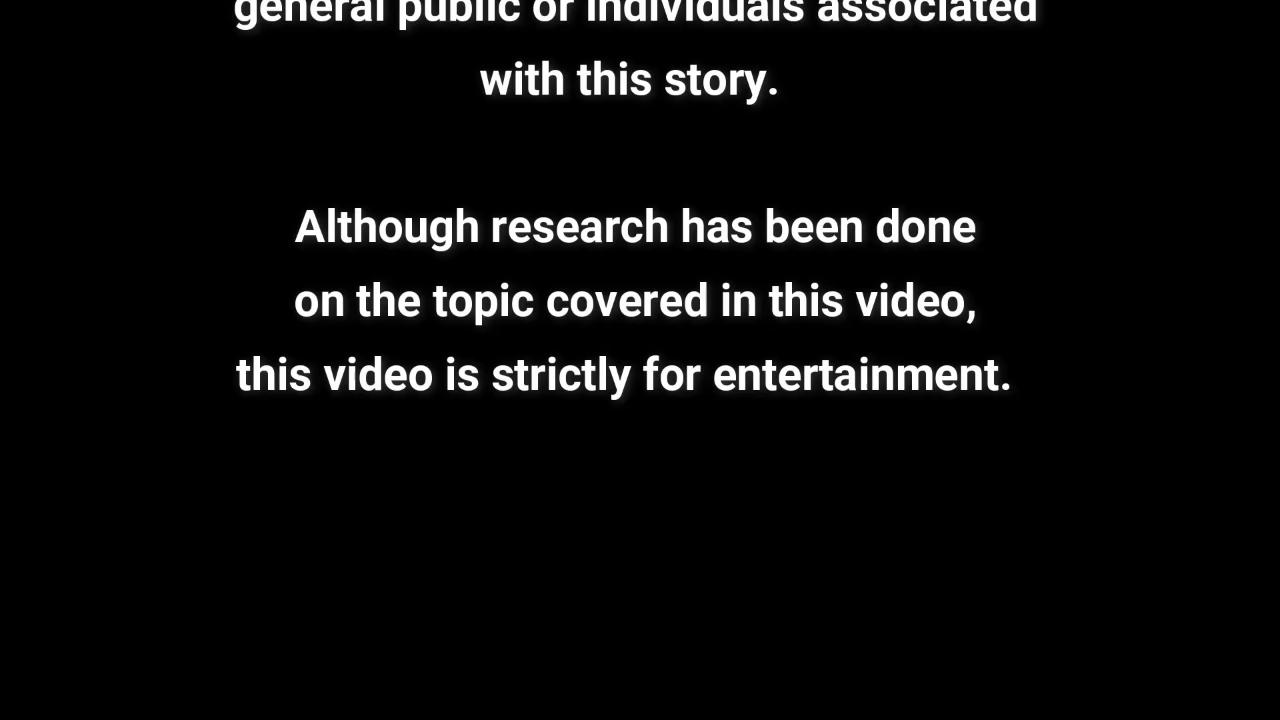 general public or individuals associated
with this story.
Although research has been done
on the topic covered in this video,
this video is strictly for entertainment.